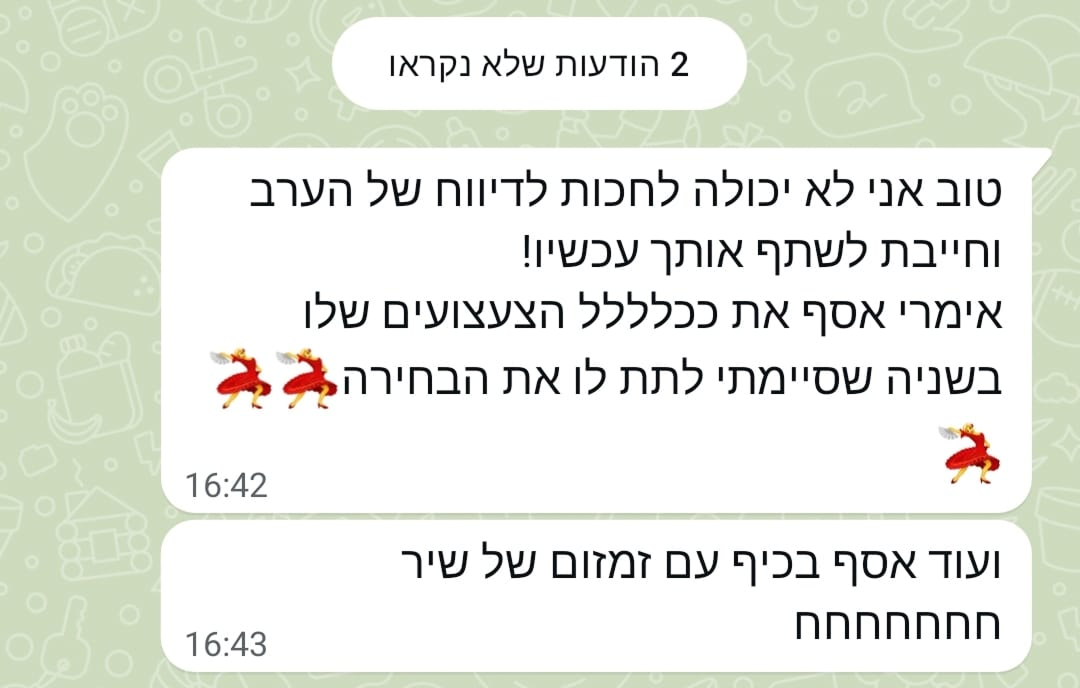 2 הודעות שלא נקראו
טוב אני לא יכולה לחכות לדיווח של הערב
וחייבת לשתף אותך עכשיו!
אימרי אסף את ככלללל הצעצועים שלו
בשניה שסיימתי לתת לו את הבחירה💃💃
💃
16:42
ועוד אסף בכיף עם זמזום של שיר
חחחחחחח
16:43